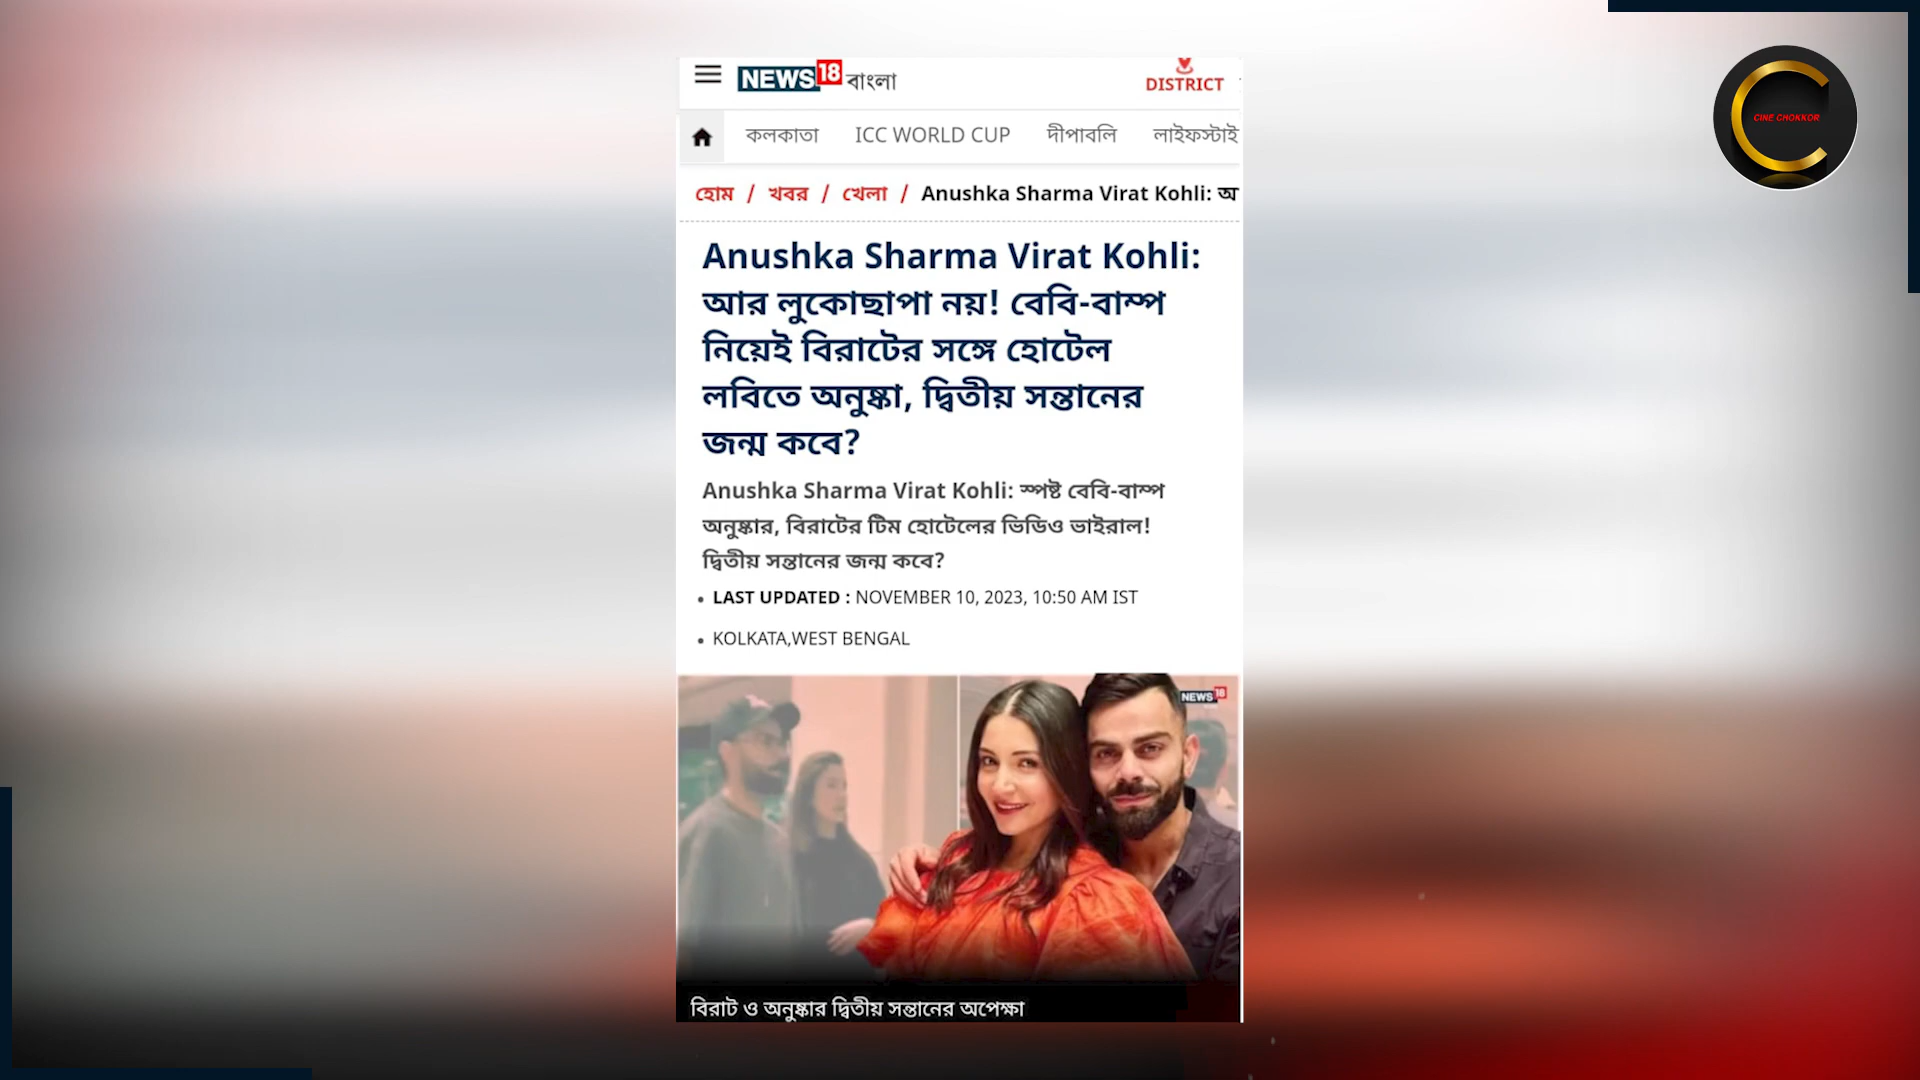 NEWS18 বাংলা
DISTRICT
কলকাতা ICC WORLD CUP দীপাবলি লাইফস্টাই
হোম / খবর / খেলা / Anushka Sharma Virat Kohli: অ
Anushka Sharma Virat Kohli:
আর লুকোছাপা নয়! বেবি-বাম্প
নিয়েই বিরাটের সঙ্গে হোটেল
লবিতে অনুষ্কা, দ্বিতীয় সন্তানের
জন্ম কবে?
Anushka Sharma Virat Kohli: স্পষ্ট বেবি-বাম্প
অনুষ্কার, বিরাটের টিম হোটেলের ভিডিও ভাইরাল!
দ্বিতীয় সন্তানের জন্ম কবে?
• LAST UPDATED : NOVEMBER 10, 2023, 10:50 AM IST
• KOLKATA,WEST BENGAL
NEWS18
বিরাট ও অনুষ্কার দ্বিতীয় সন্তানের অপেক্ষা
CINE CHOKKOR